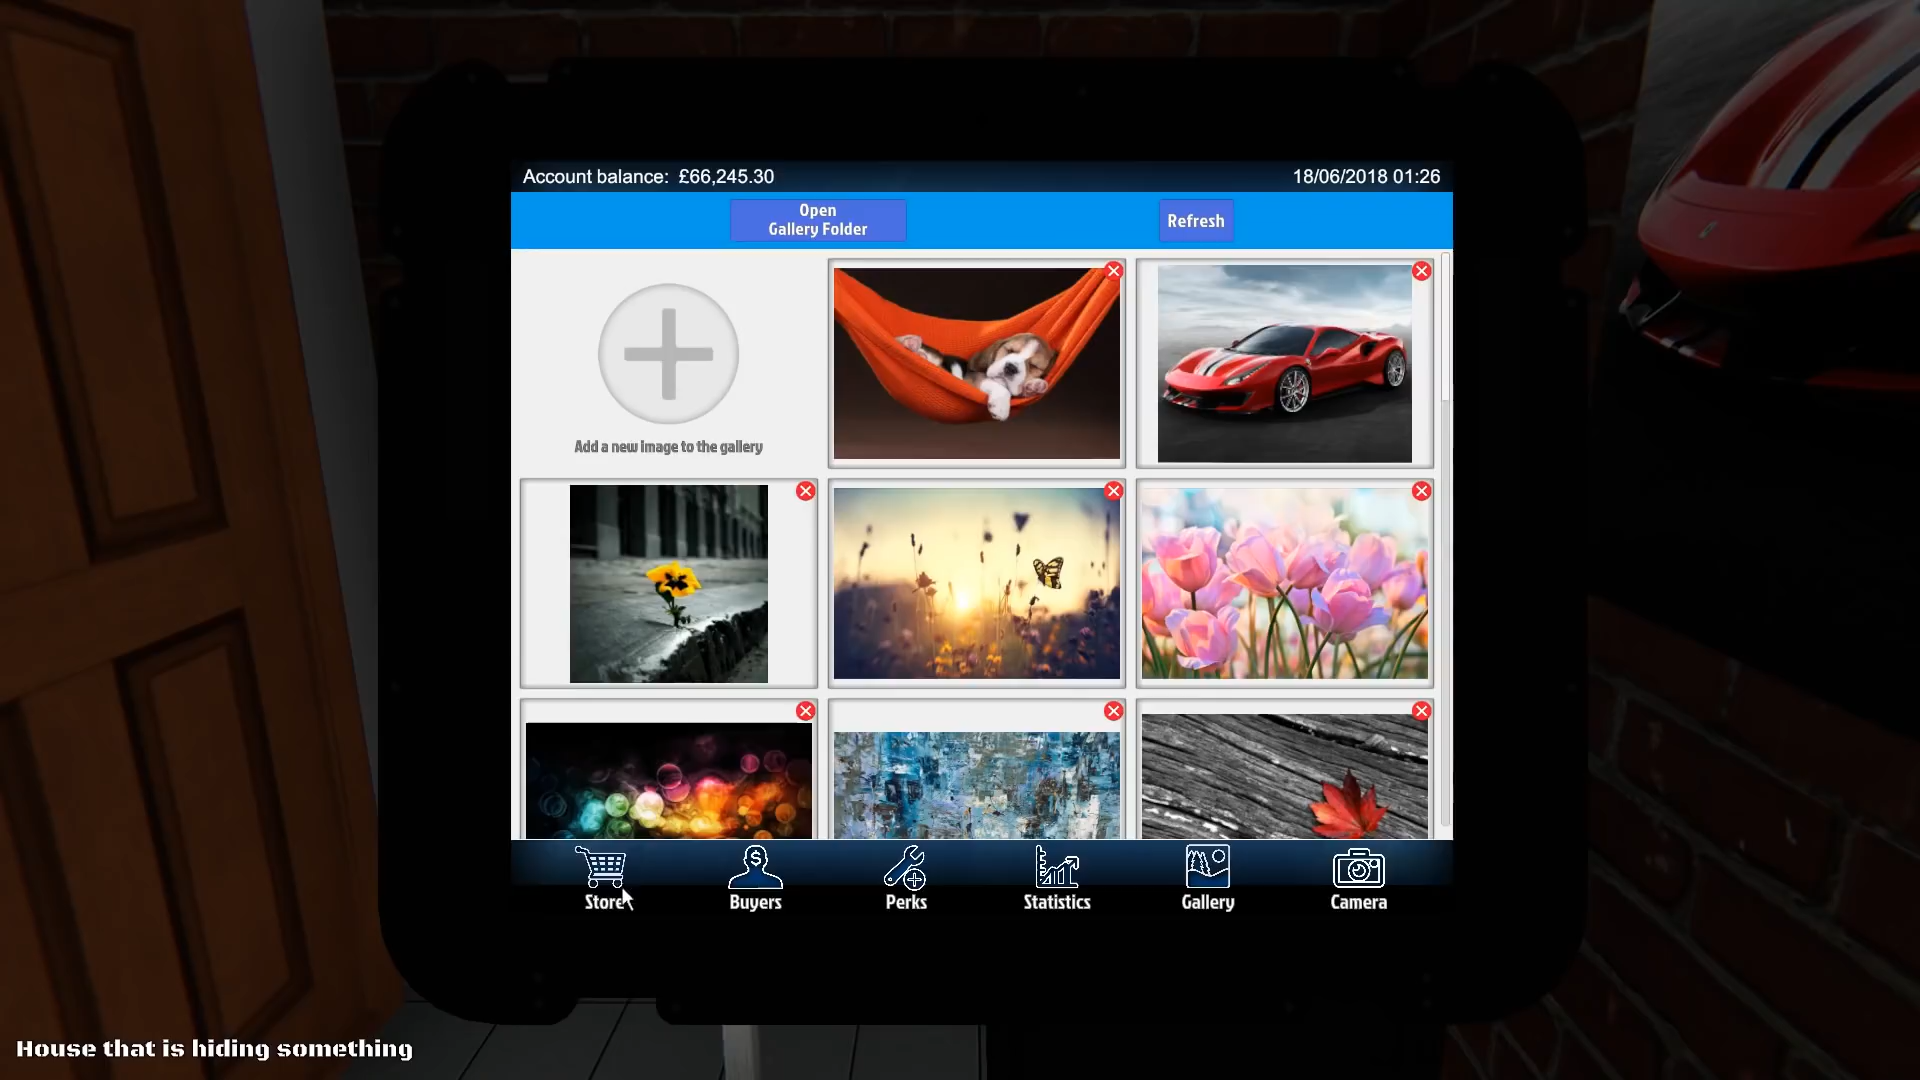 Account balance: £66,245.30
18/06/2018 01:26
Open
Gallery Folder
Refresh
Add a new image to the gallery
Store
Buyers
Perks
Statistics
Gallery
Camera
House that is hiding something